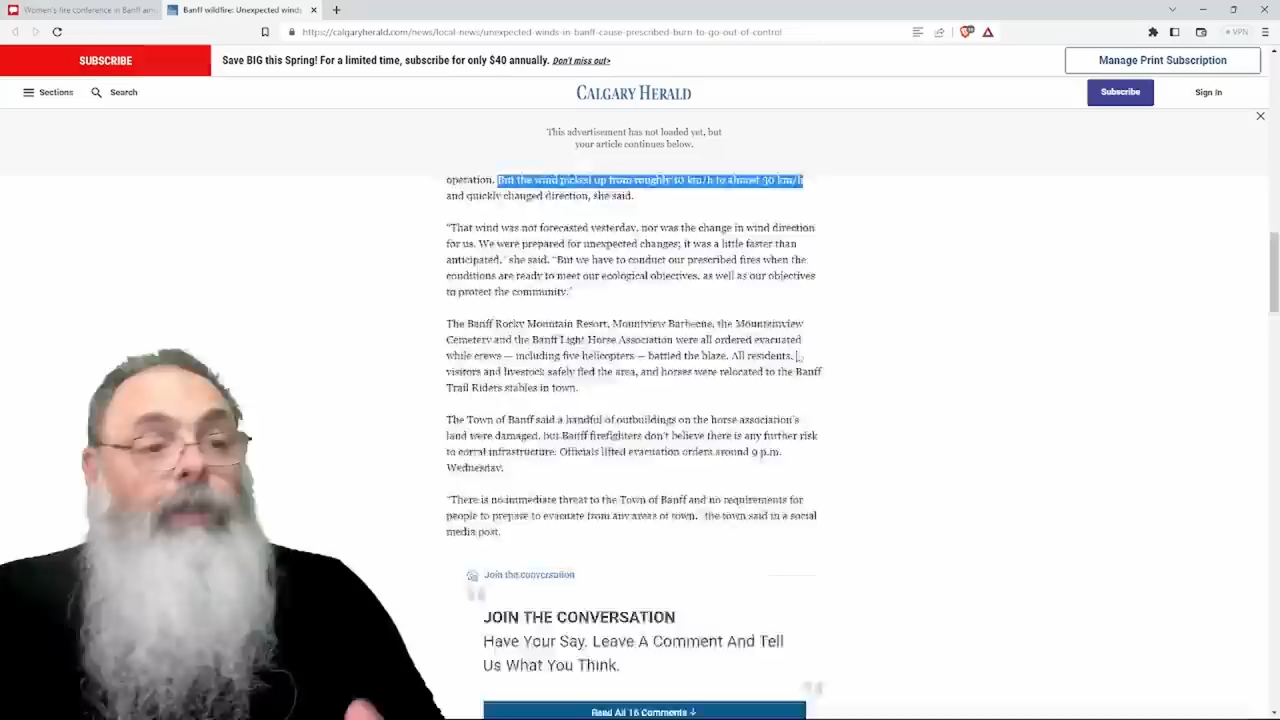 Women's fire conference in Banff am
Banff wildfire: Unexpected winds
https://calgaryherald.com/news/local-news/unexpected-winds-in-banff-cause-prescribed-burn-to-go-out-of-control
VPN
SUBSCRIBE
Save BIG this Spring! For a limited time, subscribe for only $40 annually. Don't miss out>
Manage Print Subscription
Sections
Search
CALGARY HERALD
Subscribe
Sign In
This advertisement has not loaded yet, but
your article continues below.
operation. But the wind picked up from roughly 10 km/h to almost 30 km/h
and quickly changed direction, she said.
"That wind was not forecasted yesterday, nor was the change in wind direction
for us. We were prepared for unexpected changes; it was a little faster than
anticipated," she said. "But we have to conduct our prescribed fires when the
conditions are ready to meet our ecological objectives, as well as our objectives
to protect the community."
The Banff Rocky Mountain Resort, Mountview Barbecue, the Mountainview
Cemetery and the Banff Light Horse Association were all ordered evacuated
while crews — including five helicopters — battled the blaze. All residents,
visitors and livestock safely fled the area, and horses were relocated to the Banff
Trail Riders stables in town.
The Town of Banff said a handful of outbuildings on the horse association's
land were damaged, but Banff firefighters don't believe there is any further risk
to corral infrastructure. Officials lifted evacuation orders around 9 p.m.
Wednesday.
"There is no immediate threat to the Town of Banff and no requirements for
people to prepare to evacuate from any areas of town," the town said in a social
media post.
Join the conversation
JOIN THE CONVERSATION
Have Your Say. Leave A Comment And Tell
Us What You Think.
Read All 16 Comments ↓